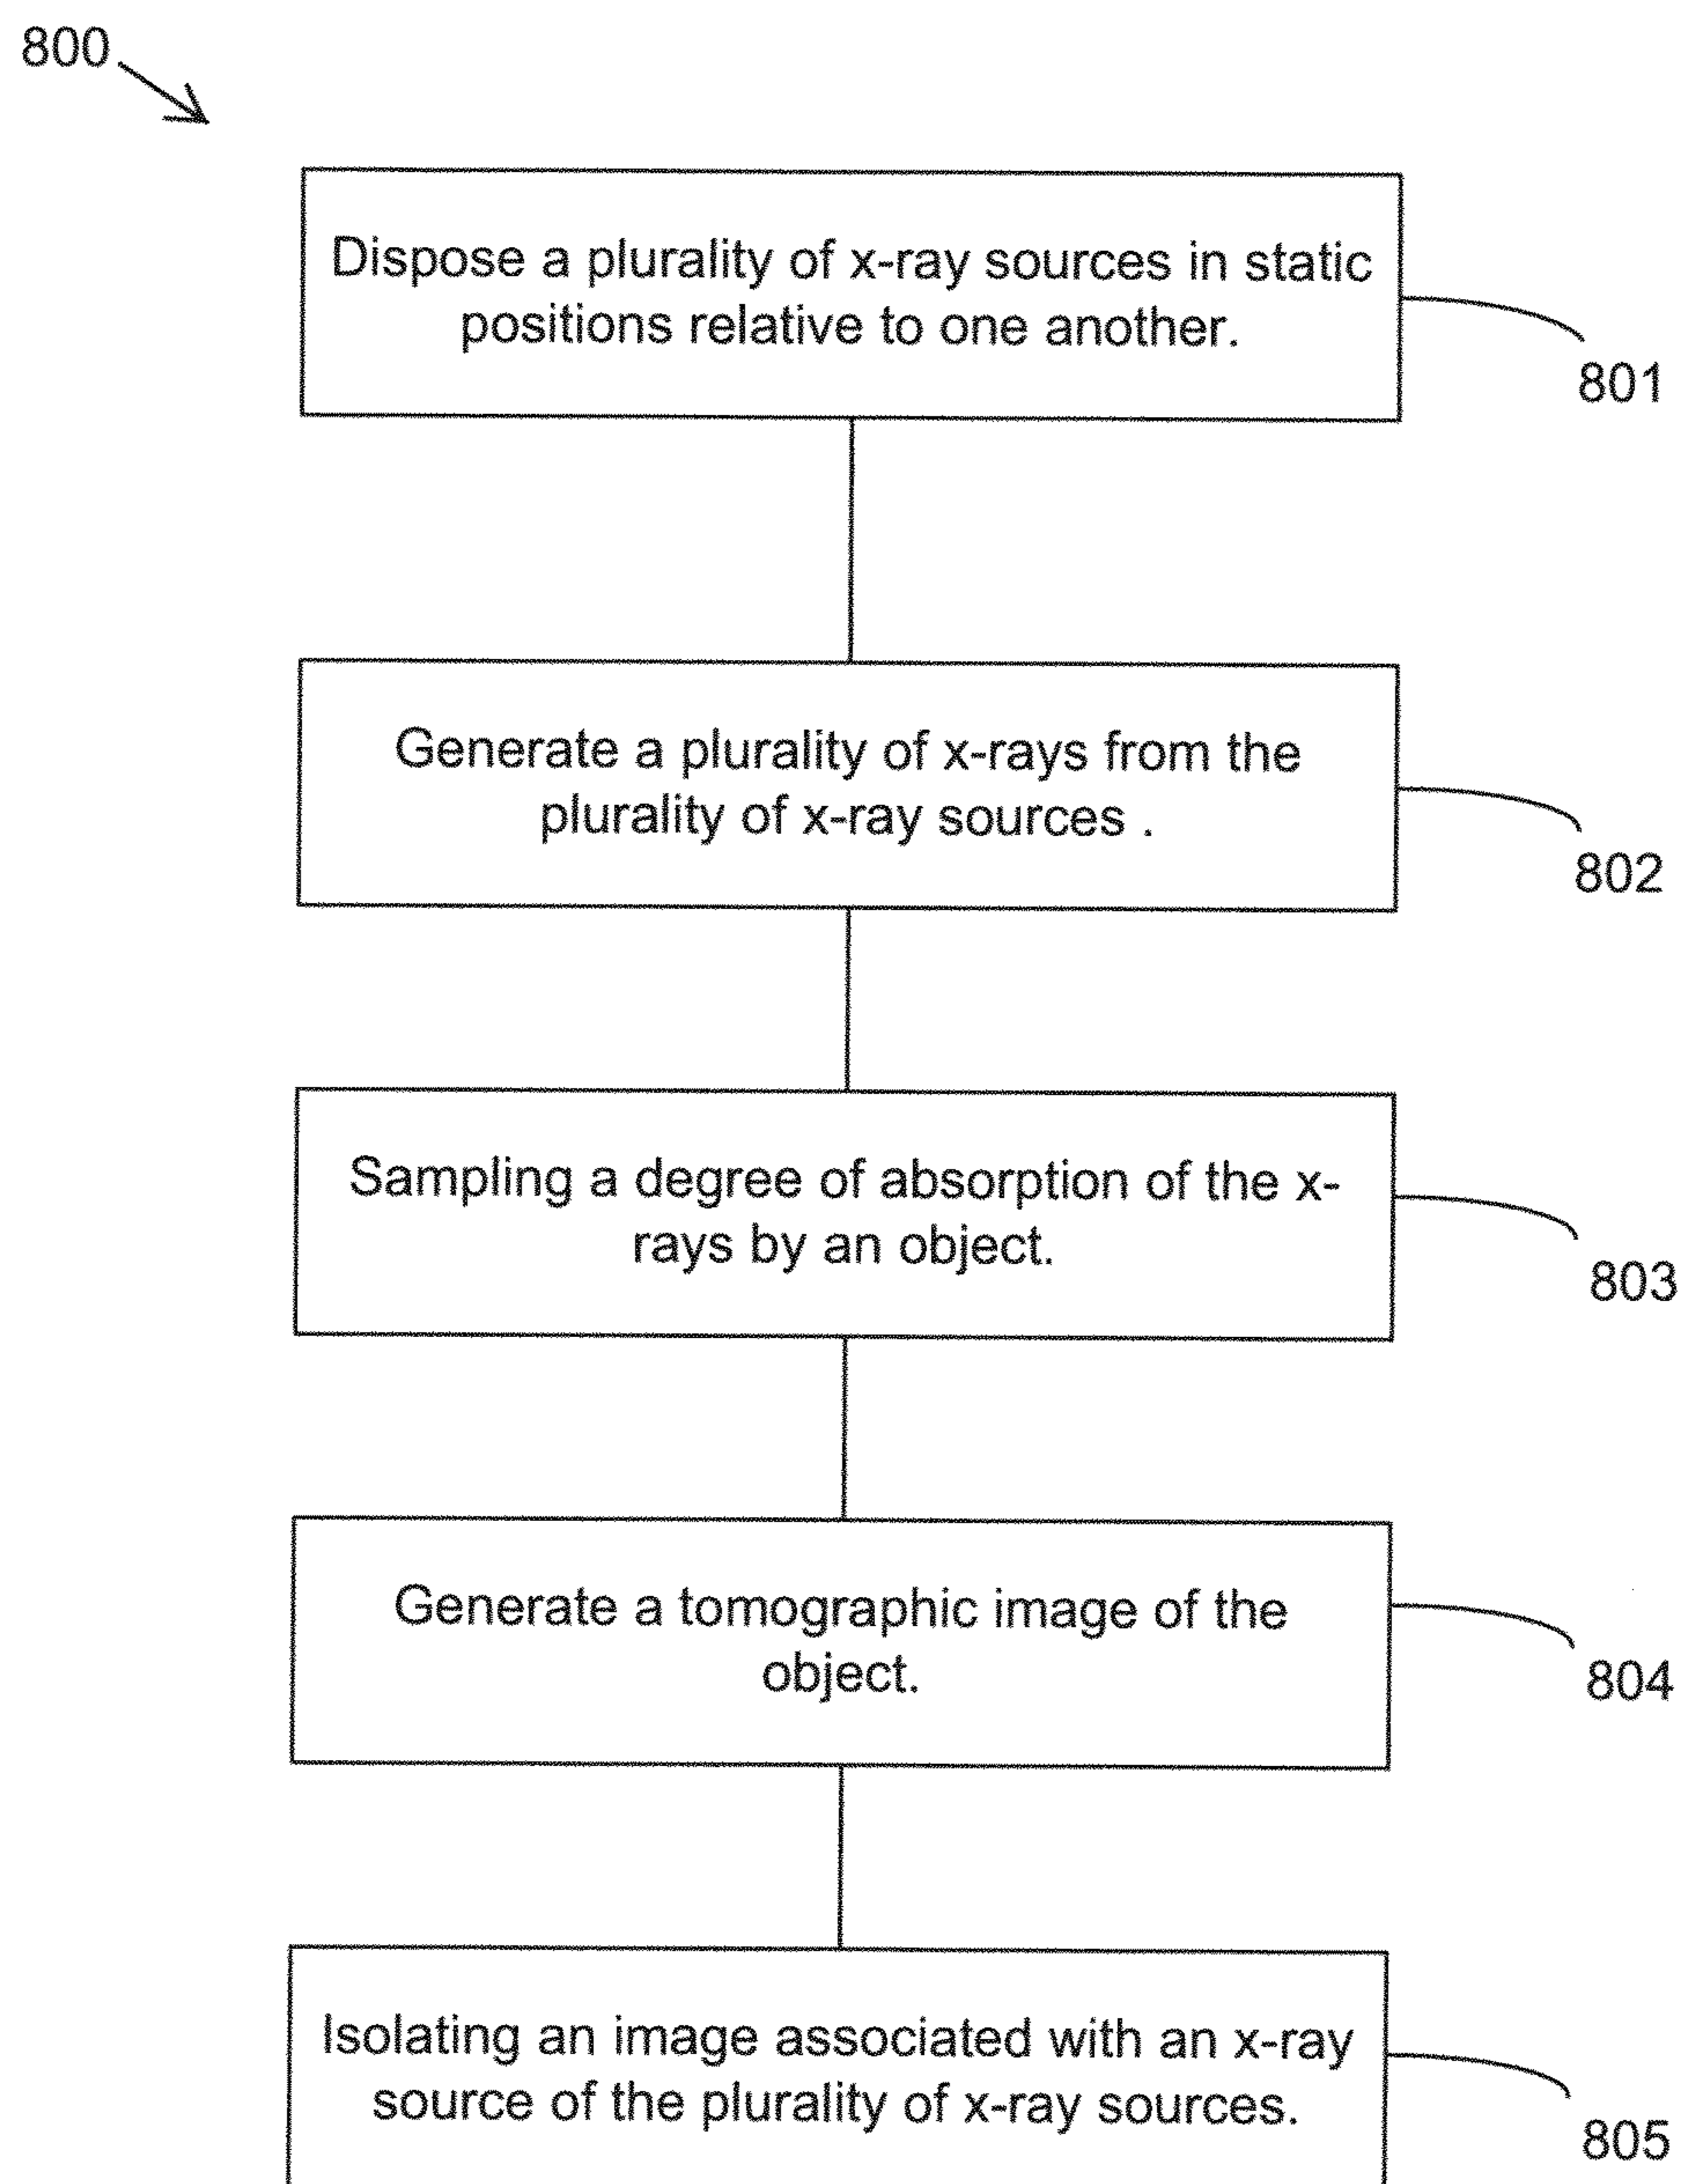 800
Dispose a plurality of x-ray sources in static
positions relative to one another.
801
Generate a plurality of x-rays from the
plurality of x-ray sources .
802
Sampling a degree of absorption of the x-
rays by an object.
803
Generate a tomographic image of the
object.
804
Isolating an image associated with an x-ray
source of the plurality of x-ray sources.
805